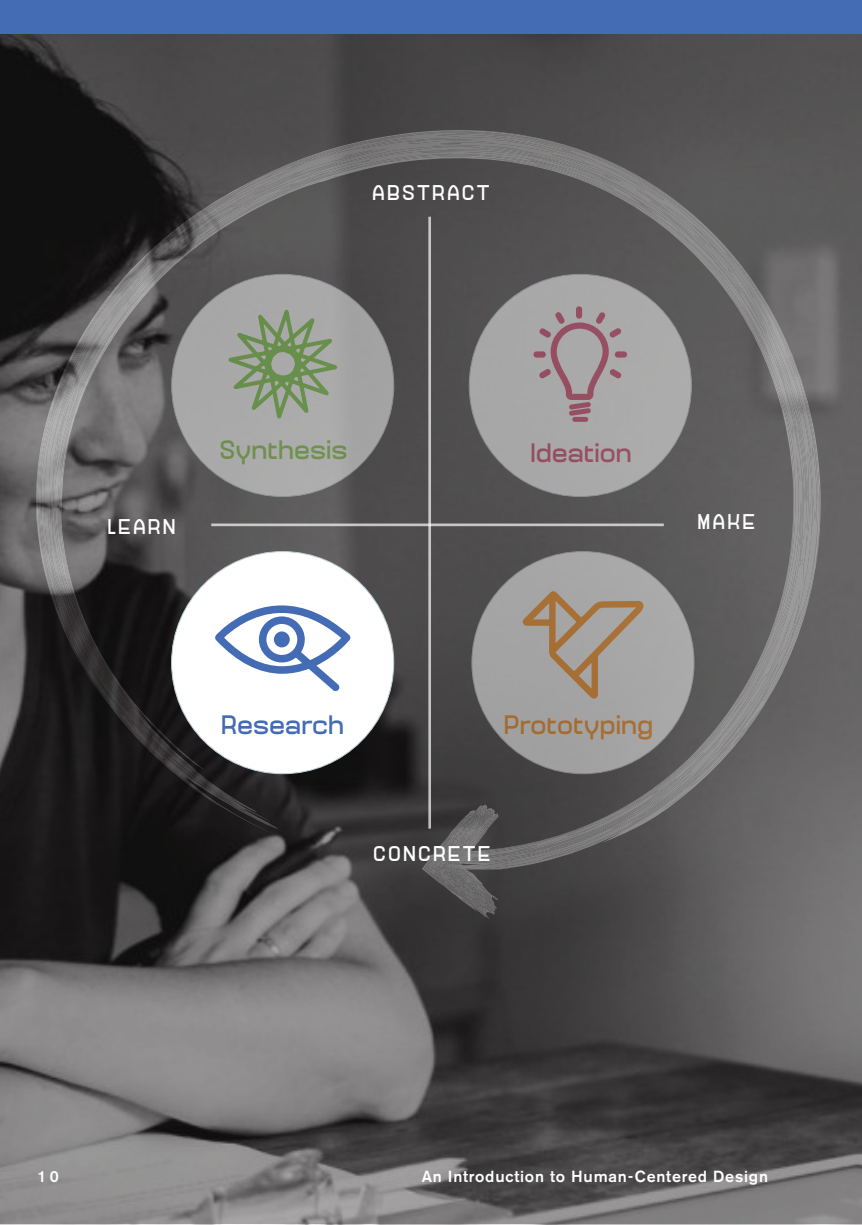 ABSTRACT
Synthesis
Ideation
LEARN
MAKE
Research
Prototyping
CONCRETE
10
An Introduction to Human-Centered Design